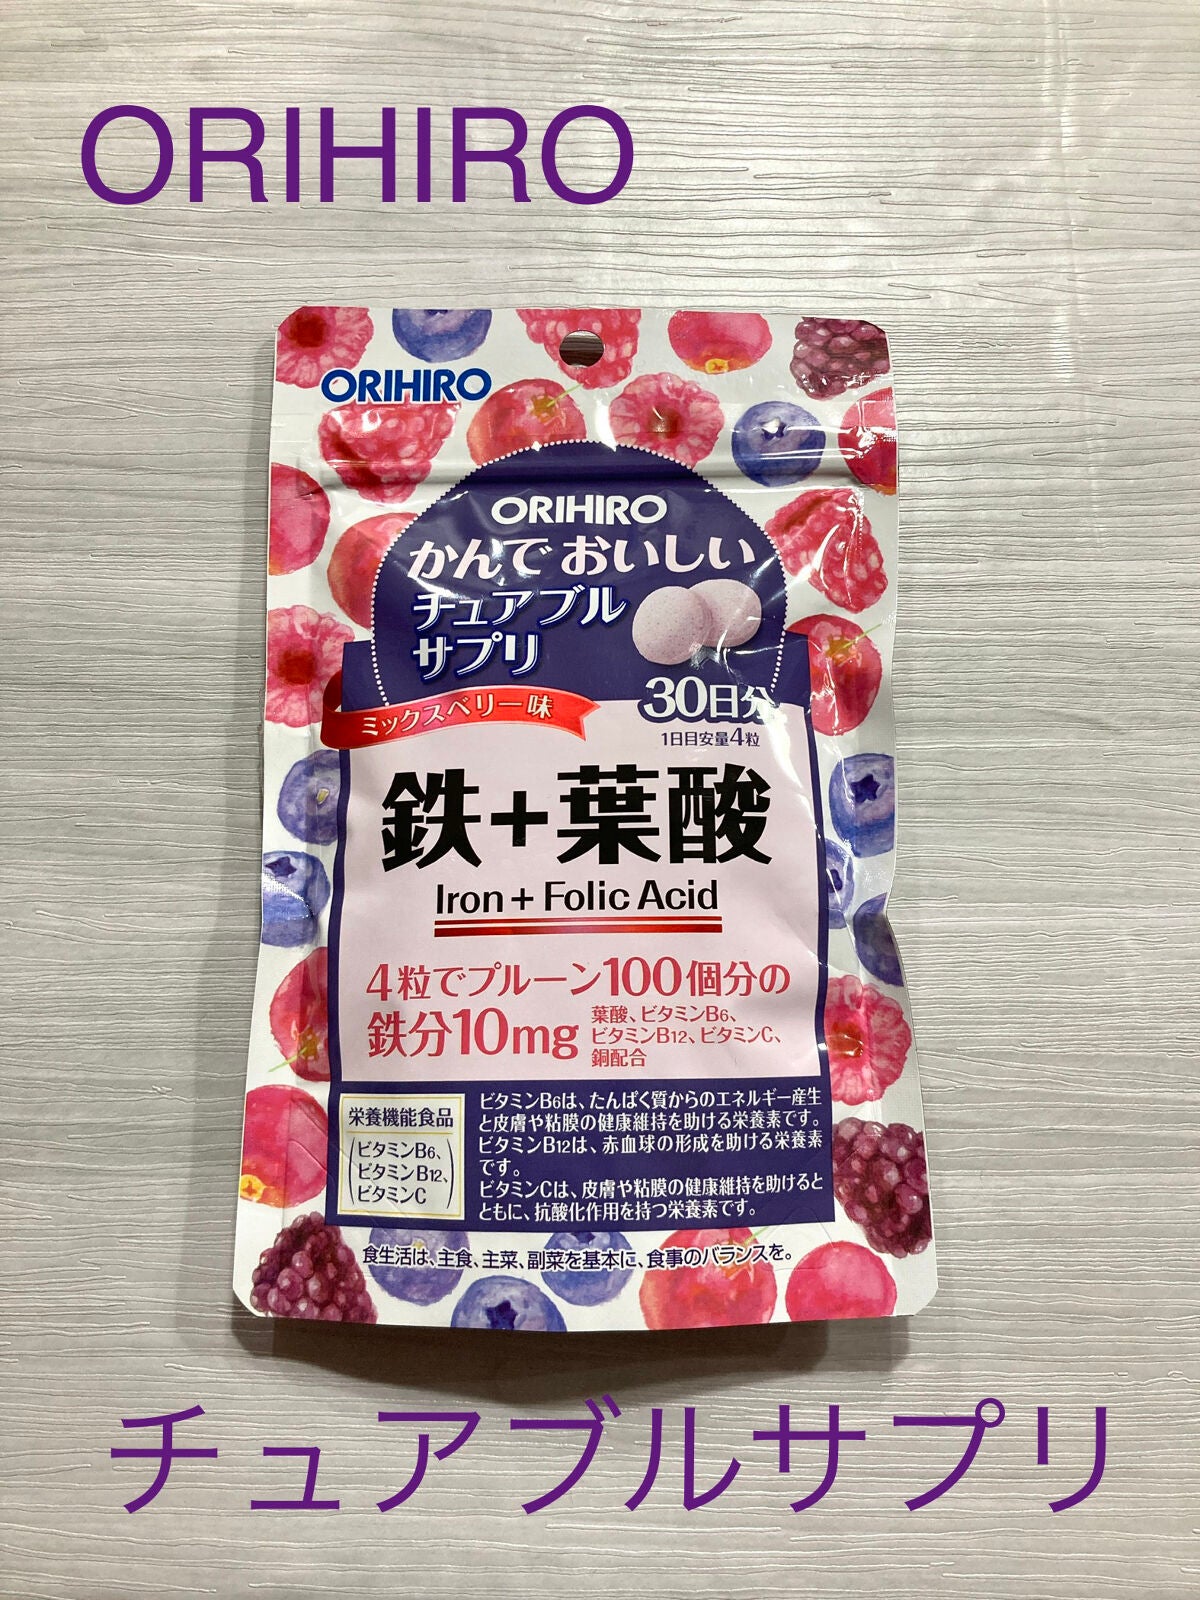 ORIHIRO
ORIHIRO
ORIHIRO
かんでおいしい
チュアブル
サプリ
ミックスベリー味
30日分
1日目安量4粒
鉄+葉酸
Iron + Folic Acid
4粒でプルーン100個分の
鉄分10mg
葉酸、ビタミンB6、
ビタミンB12、ビタミンC、
銅配合
栄養機能食品
(ビタミンB6、
ビタミンB12、
ビタミンC)
ビタミンB6は、たんぱく質からのエネルギー産生
と皮膚や粘膜の健康維持を助ける栄養素です。
ビタミンB12は、赤血球の形成を助ける栄養素
です。
ビタミンCは、皮膚や粘膜の健康維持を助けると
ともに、抗酸化作用を持つ栄養素です。
食生活は、主食、主菜、副菜を基本に、食事のバランスを。
チュアブルサプリ